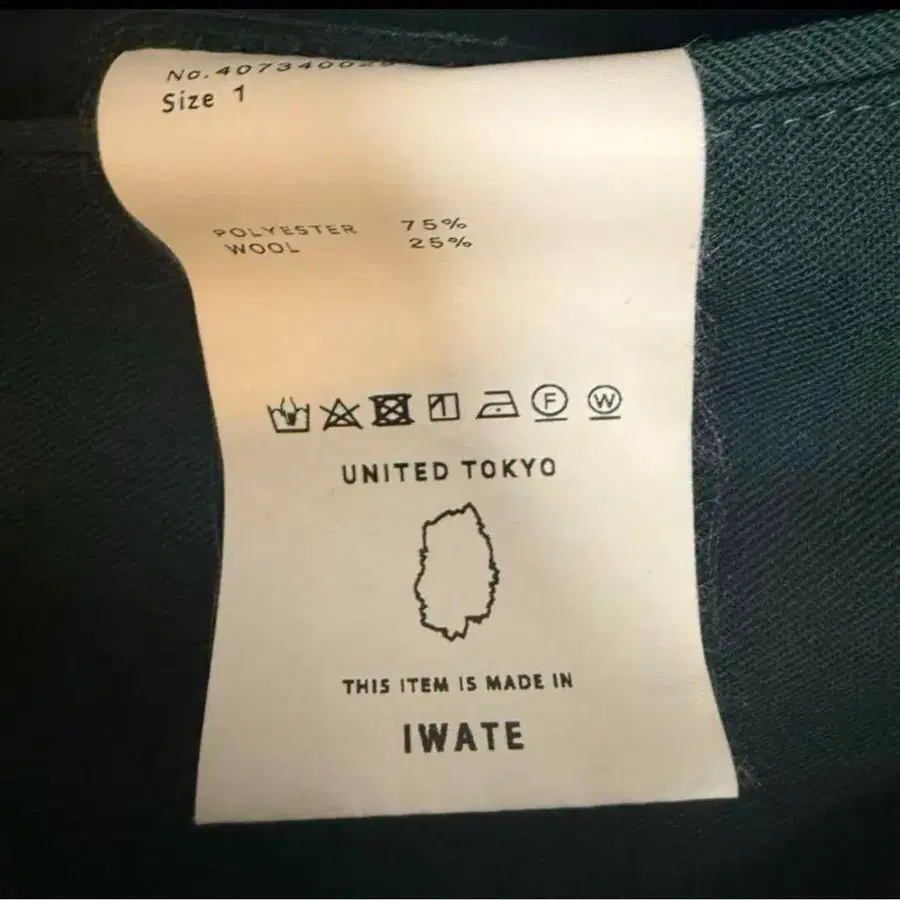 Size 1
POLYESTER 75%
WOOL 25%
F W
UNITED TOKYO
THIS ITEM IS MADE IN
IWATE